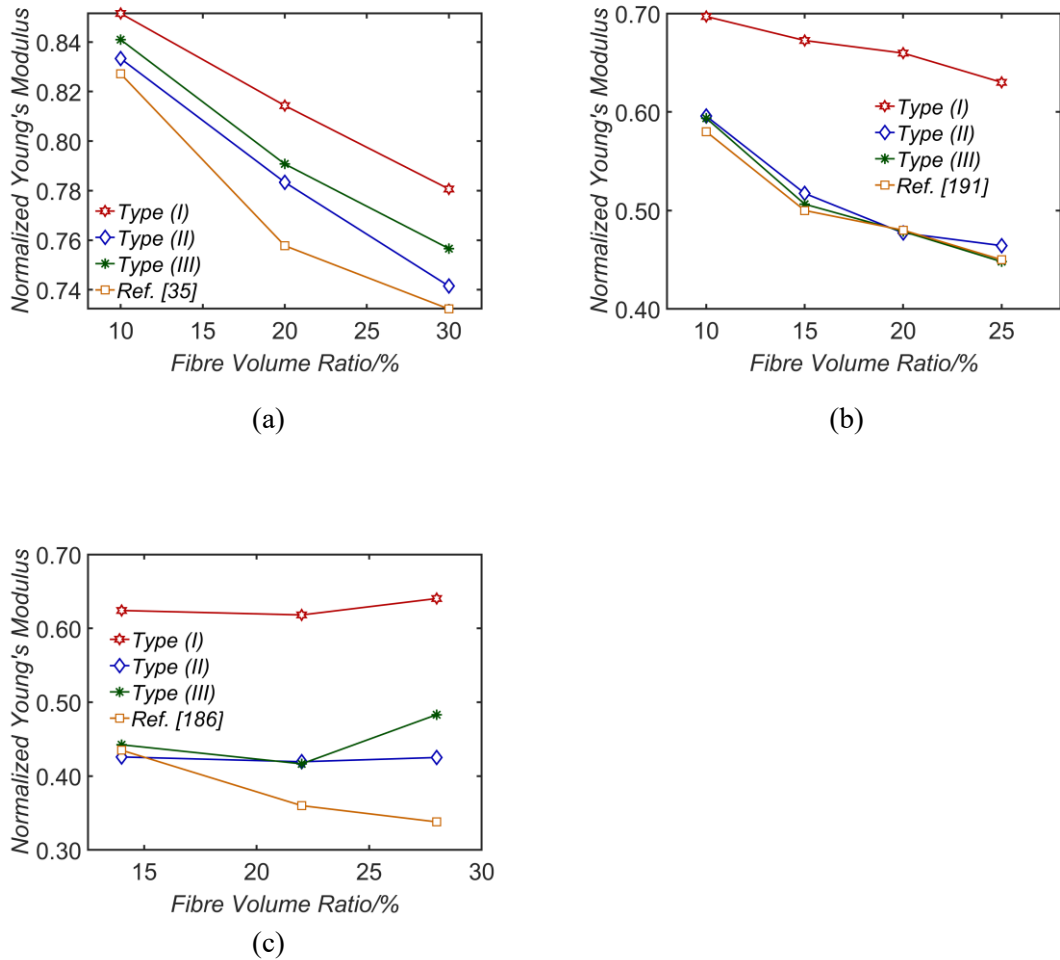 Normalized Young's Modulus
0.84
0.82
0.80
0.78
0.76
0.74
Type (I)
Type (II)
Type (III)
Ref. [35]
10 15 20 25 30
Fibre Volume Ratio/%
(a)
Normalized Young's Modulus
0.70
0.60
0.50
0.40
Type (I)
Type (II)
Type (III)
Ref. [191]
10 15 20 25
Fibre Volume Ratio/%
(b)
Normalized Young's Modulus
0.70
0.60
0.50
0.40
0.30
Type (I)
Type (II)
Type (III)
Ref. [186]
15 20 25 30
Fibre Volume Ratio/%
(c)